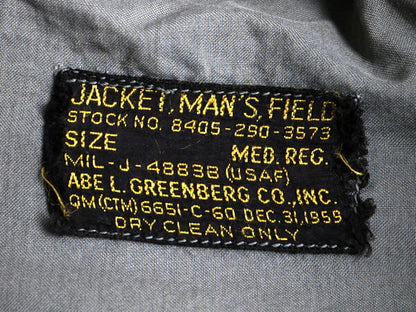 JACKET, MAN'S, FIELD
STOCK NO. 8405-290-3573
SIZE MED. REG.
MIL-J-4883B (USAF)
ABE L. GREENBERG CO., INC.
QM (CTM) 6651-C-60 DEC. 31, 1959
DRY CLEAN ONLY